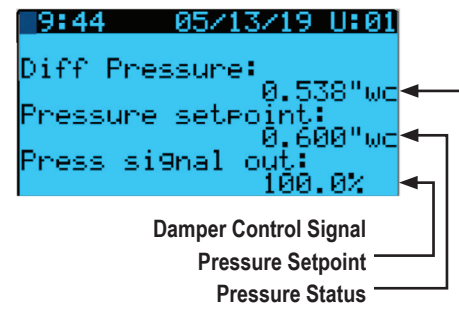 9:44 05/13/19 U:01
Diff Pressure:
0.538"wc
Pressure setpoint:
0.600"wc
Press signal out:
100.0%
Damper Control Signal
Pressure Setpoint
Pressure Status